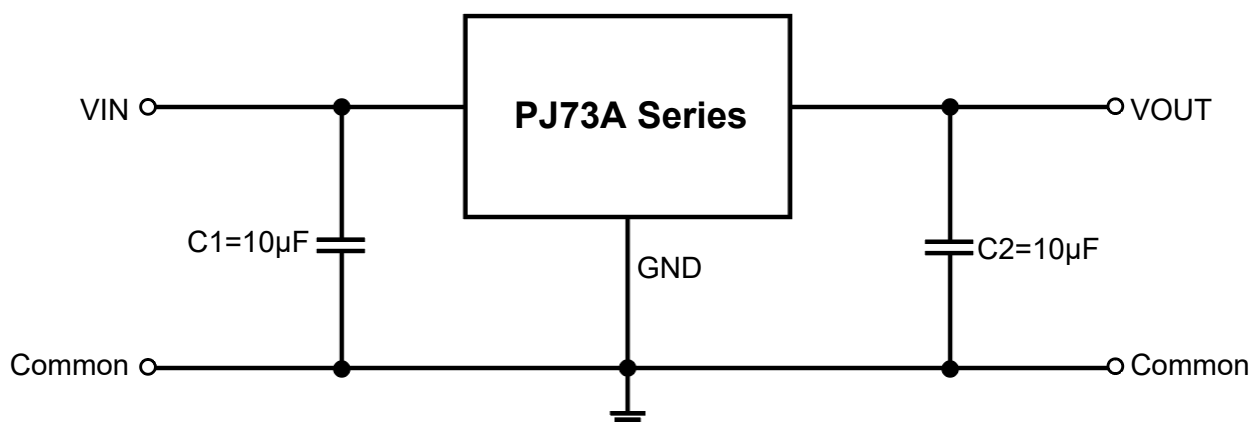 PJ73A Series
VIN
VOUT
C1=10µF
GND
C2=10µF
Common
Common